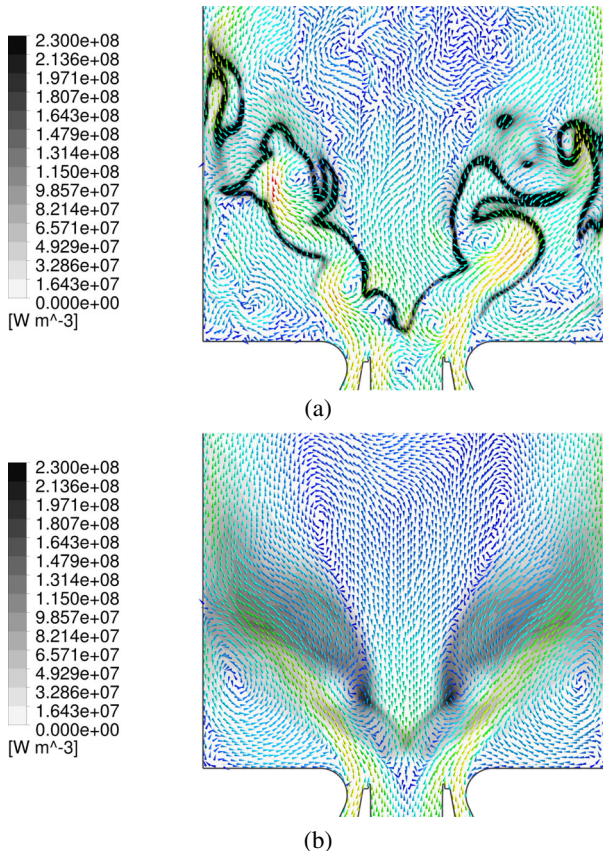 2.300e+08
2.136e+08
1.971e+08
1.807e+08
1.643e+08
1.479e+08
1.314e+08
1.150e+08
9.857e+07
8.214e+07
6.571e+07
4.929e+07
3.286e+07
1.643e+07
0.000e+00
[W m^-3]
(a)
2.300e+08
2.136e+08
1.971e+08
1.807e+08
1.643e+08
1.479e+08
1.314e+08
1.150e+08
9.857e+07
8.214e+07
6.571e+07
4.929e+07
3.286e+07
1.643e+07
0.000e+00
[W m^-3]
(b)